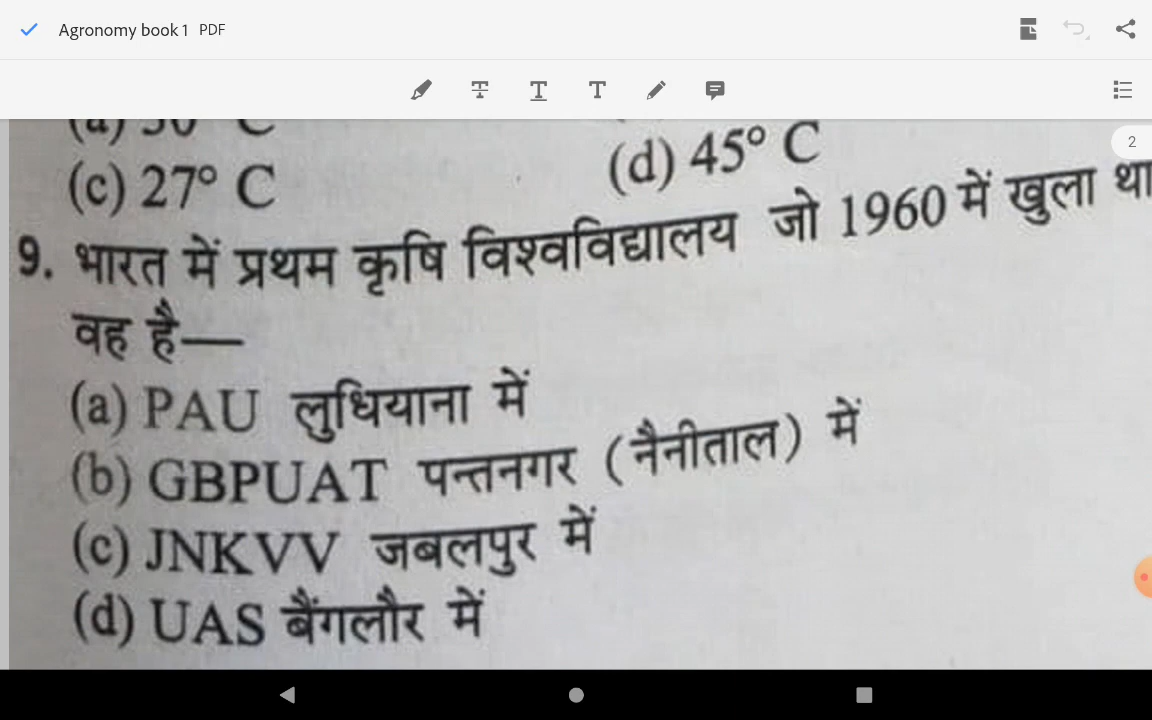 Agronomy book 1 PDF
2
(c) 27° C (d) 45° C
9. भारत में प्रथम कृषि विश्वविद्यालय जो 1960 में खुला था
वह है—
(a) PAU लुधियाना में
(b) GBPUAT पन्तनगर (नैनीताल) में
(c) JNKVV जबलपुर में
(d) UAS बैंगलौर में